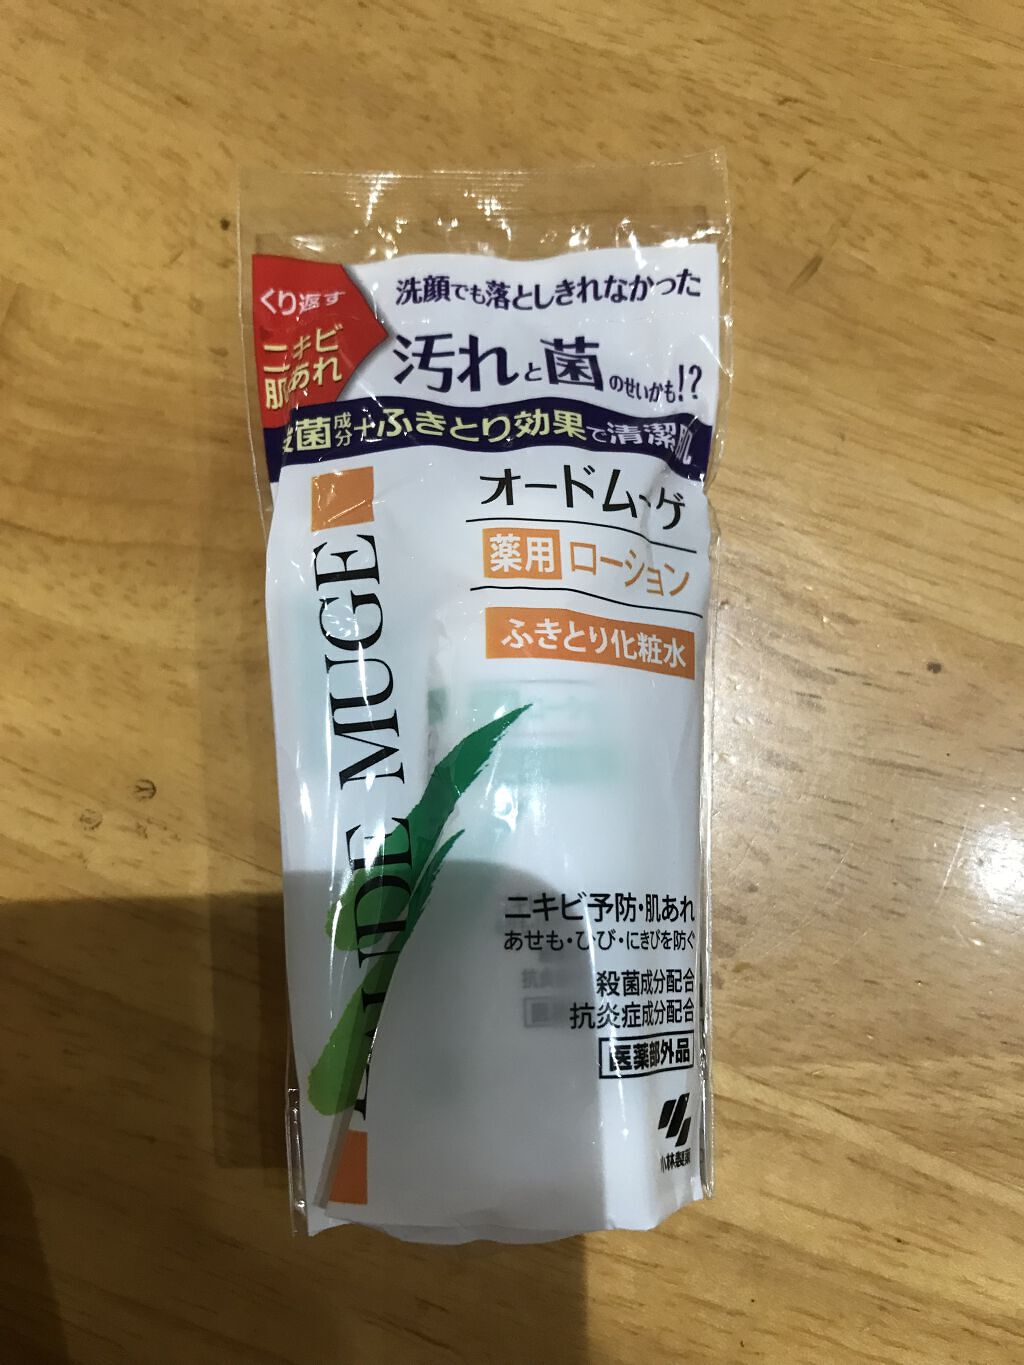 くり返す
ニキビ
肌あれ
洗顔でも落としきれなかった
汚れと菌のせいかも!?
殺菌成分+ふきとり効果で清潔肌
オードムーゲ
薬用 ローション
ふきとり化粧水
EAUDE MUGE
ニキビ予防・肌あれ
あせも・ひび・にきびを防ぐ
殺菌成分配合
抗炎症成分配合
医薬部外品
小林製薬